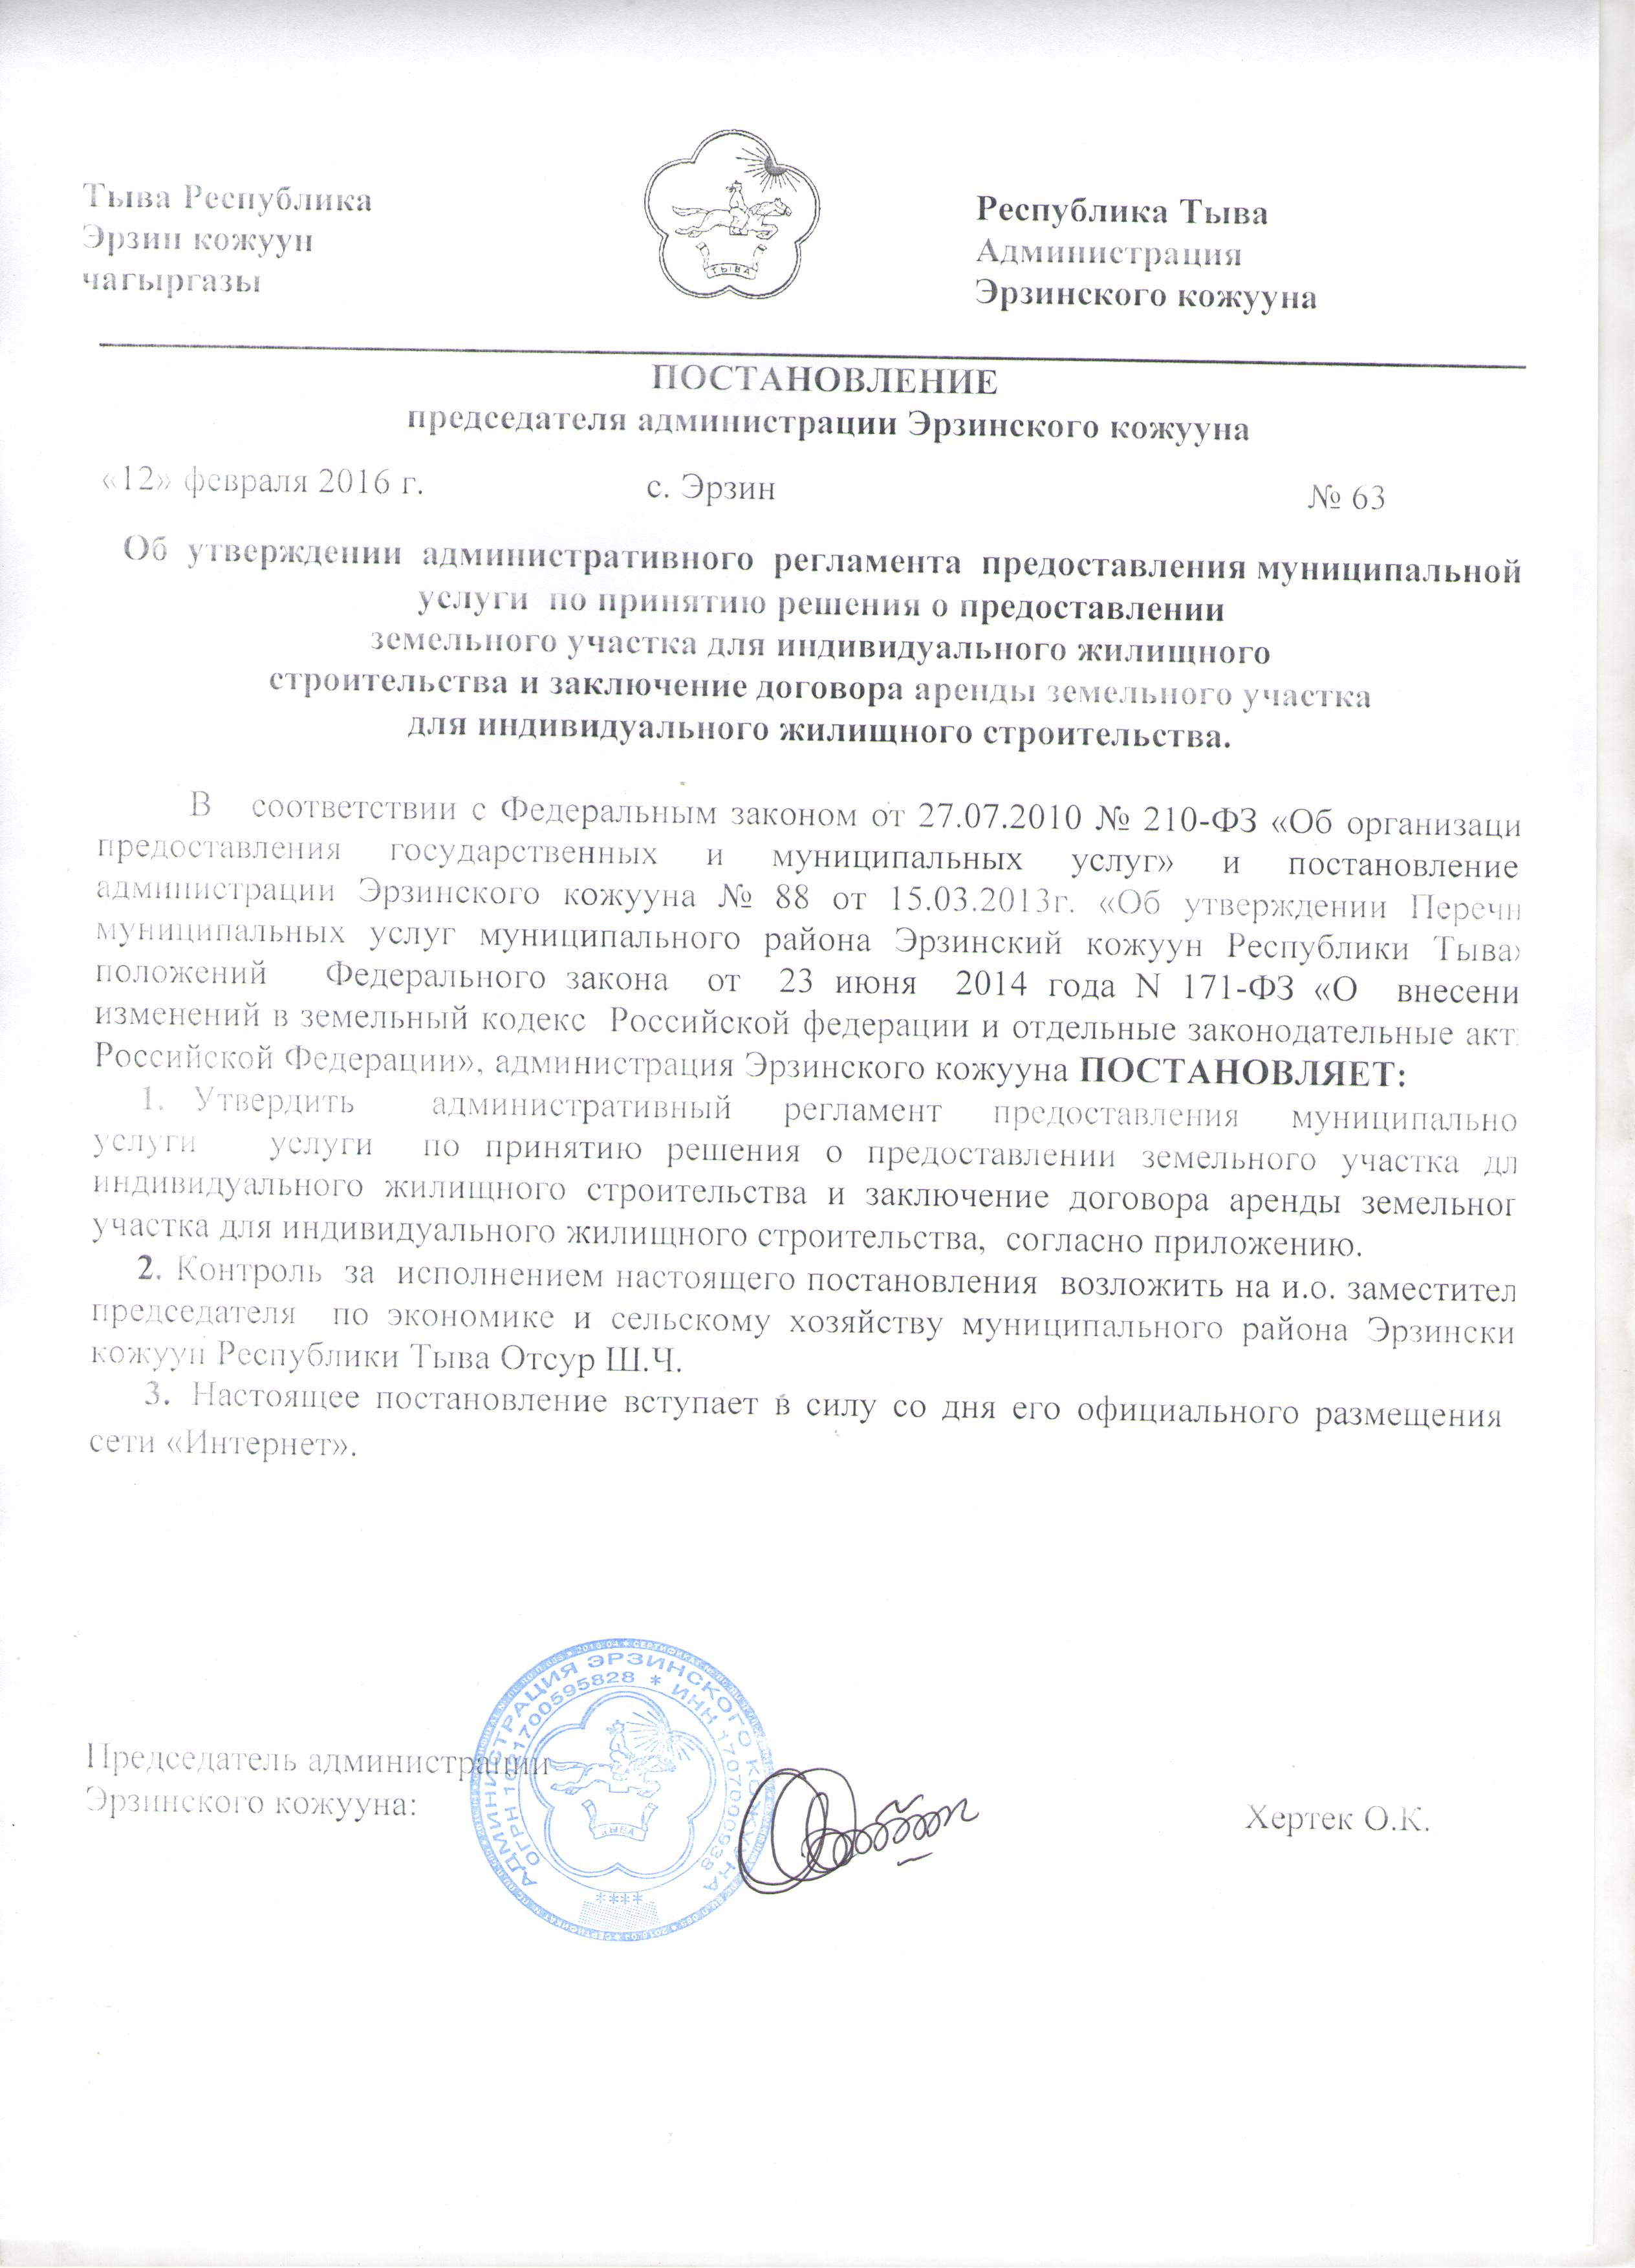 Тыва Республика
Эрзин кожуун
чагыргазы
ТЫВА
Республика Тыва
Администрация
Эрзинского кожууна
ПОСТАНОВЛЕНИЕ
председателя администрации Эрзинского кожууна
«12» февраля 2016 г. с. Эрзин № 63
Об утверждении административного регламента предоставления муниципальной
услуги по принятию решения о предоставлении
земельного участка для индивидуального жилищного
строительства и заключение договора аренды земельного участка
для индивидуального жилищного строительства.
В соответствии с Федеральным законом от 27.07.2010 № 210-ФЗ «Об организаци
предоставления государственных и муниципальных услуг» и постановление
администрации Эрзинского кожууна № 88 от 15.03.2013г. «Об утверждении Перечн
муниципальных услуг муниципального района Эрзинский кожуун Республики Тыва»
положений Федерального закона от 23 июня 2014 года N 171-ФЗ «О внесени
изменений в земельный кодекс Российской федерации и отдельные законодательные акт
Российской Федерации», администрация Эрзинского кожууна ПОСТАНОВЛЯЕТ:
1. Утвердить административный регламент предоставления муниципально
услуги услуги по принятию решения о предоставлении земельного участка дл
индивидуального жилищного строительства и заключение договора аренды земельног
участка для индивидуального жилищного строительства, согласно приложению.
2. Контроль за исполнением настоящего постановления возложить на и.о. заместител
председателя по экономике и сельскому хозяйству муниципального района Эрзински
кожуун Республики Тыва Отсур Ш.Ч.
3. Настоящее постановление вступает в силу со дня его официального размещения
сети «Интернет».
АДМИНИСТРАЦИЯ ЭРЗИНСКОГО КОЖУУНА
ОГРН 1021700595828 * ИНН 1707000938
ТЫВА
****
Председатель администрации
Эрзинского кожууна: Хертек О.К.